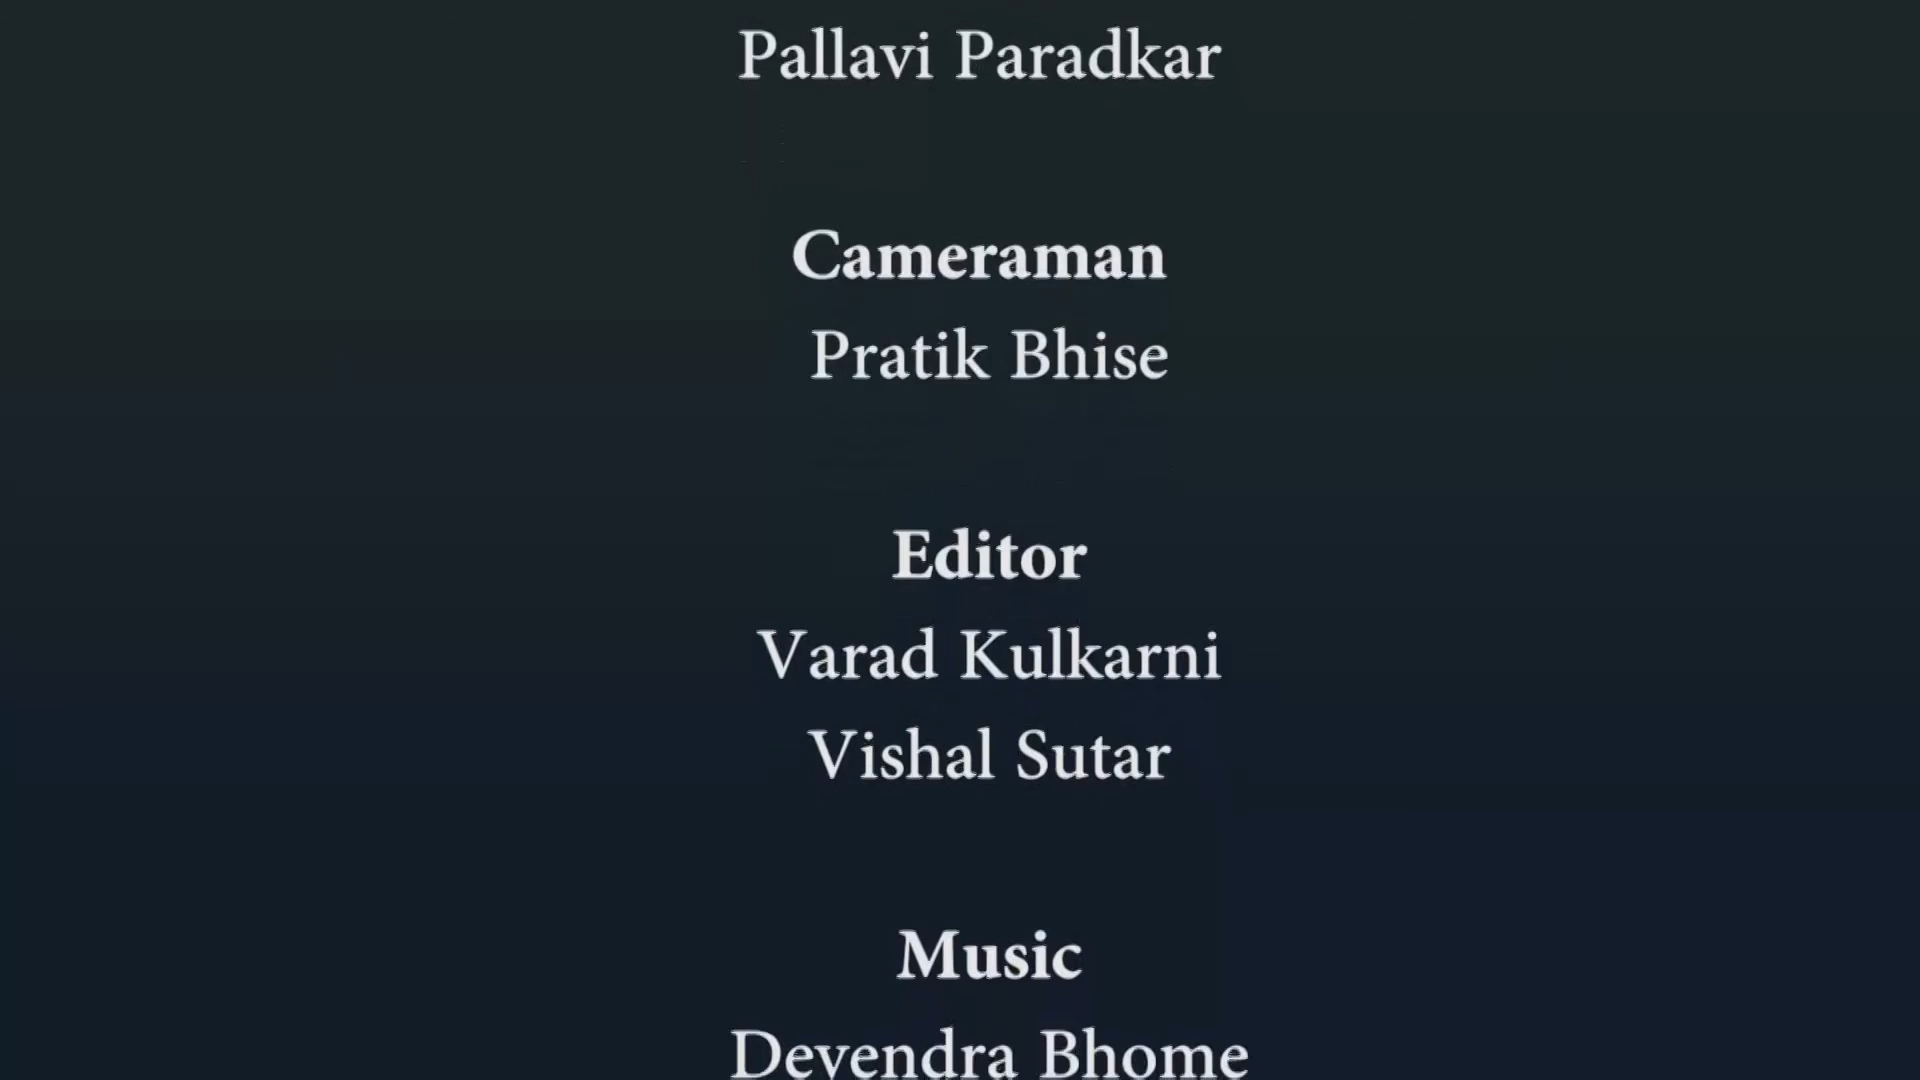 Pallavi Paradkar
Cameraman
Pratik Bhise
Editor
Varad Kulkarni
Vishal Sutar
Music
Devendra Bhome